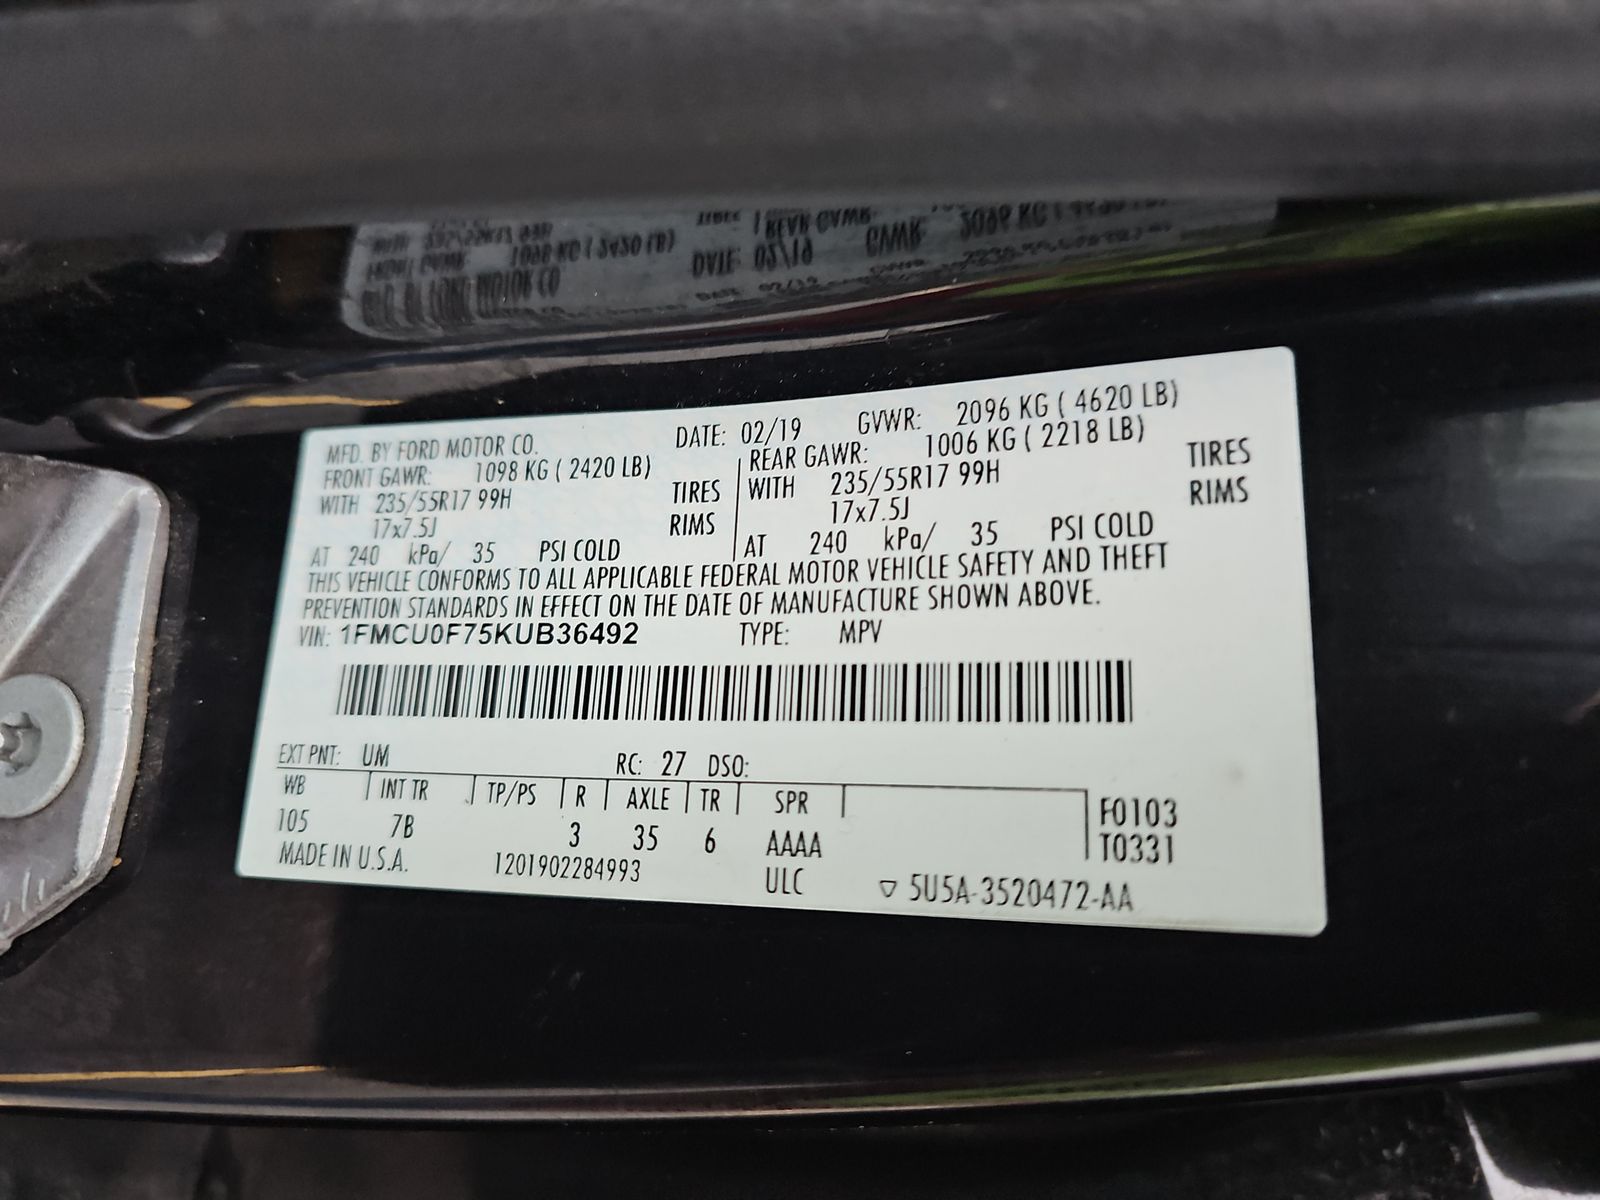 MFD. BY FORD MOTOR CO. DATE: 02/19 GVWR: 2096 KG ( 4620 LB)
FRONT GAWR: 1098 KG ( 2420 LB) REAR GAWR: 1006 KG ( 2218 LB)
WITH 235/55R17 99H TIRES WITH 235/55R17 99H TIRES
17x7.5J RIMS 17x7.5J RIMS
AT 240 kPa/ 35 PSI COLD AT 240 kPa/ 35 PSI COLD
THIS VEHICLE CONFORMS TO ALL APPLICABLE FEDERAL MOTOR VEHICLE SAFETY AND THEFT
PREVENTION STANDARDS IN EFFECT ON THE DATE OF MANUFACTURE SHOWN ABOVE.
VIN: 1FMCU0F75KUB36492 TYPE: MPV
EXT PNT: UM RC: 27 DSO:
WB INT TR TP/PS R AXLE TR SPR F0103
105 7B 3 35 6 AAAA T0331
MADE IN U.S.A. 1201902284993 ULC 5U5A-3520472-AA